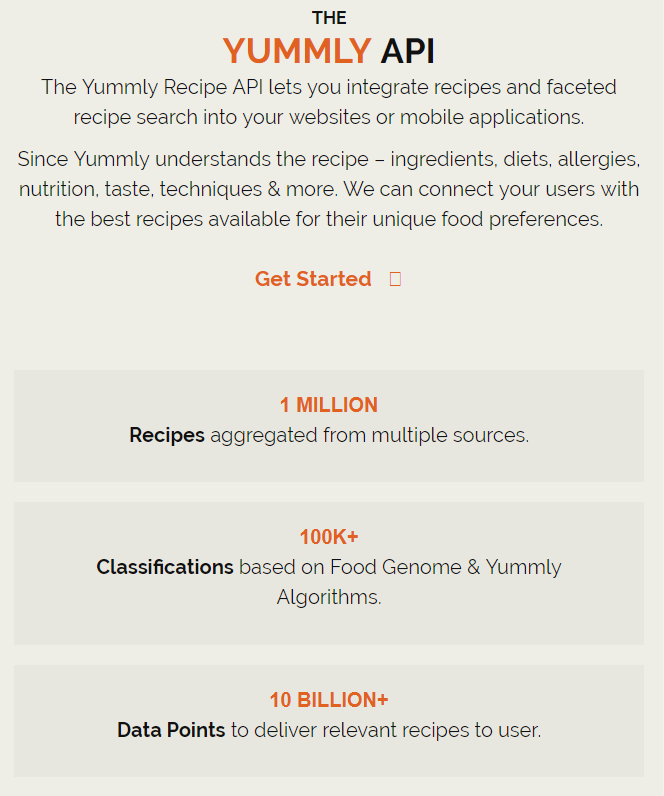 THE
YUMMLY API
The Yummly Recipe API lets you integrate recipes and faceted
recipe search into your websites or mobile applications.
Since Yummly understands the recipe – ingredients, diets, allergies,
nutrition, taste, techniques & more. We can connect your users with
the best recipes available for their unique food preferences.
Get Started
1 MILLION
Recipes aggregated from multiple sources.
100K+
Classifications based on Food Genome & Yummly
Algorithms.
10 BILLION+
Data Points to deliver relevant recipes to user.